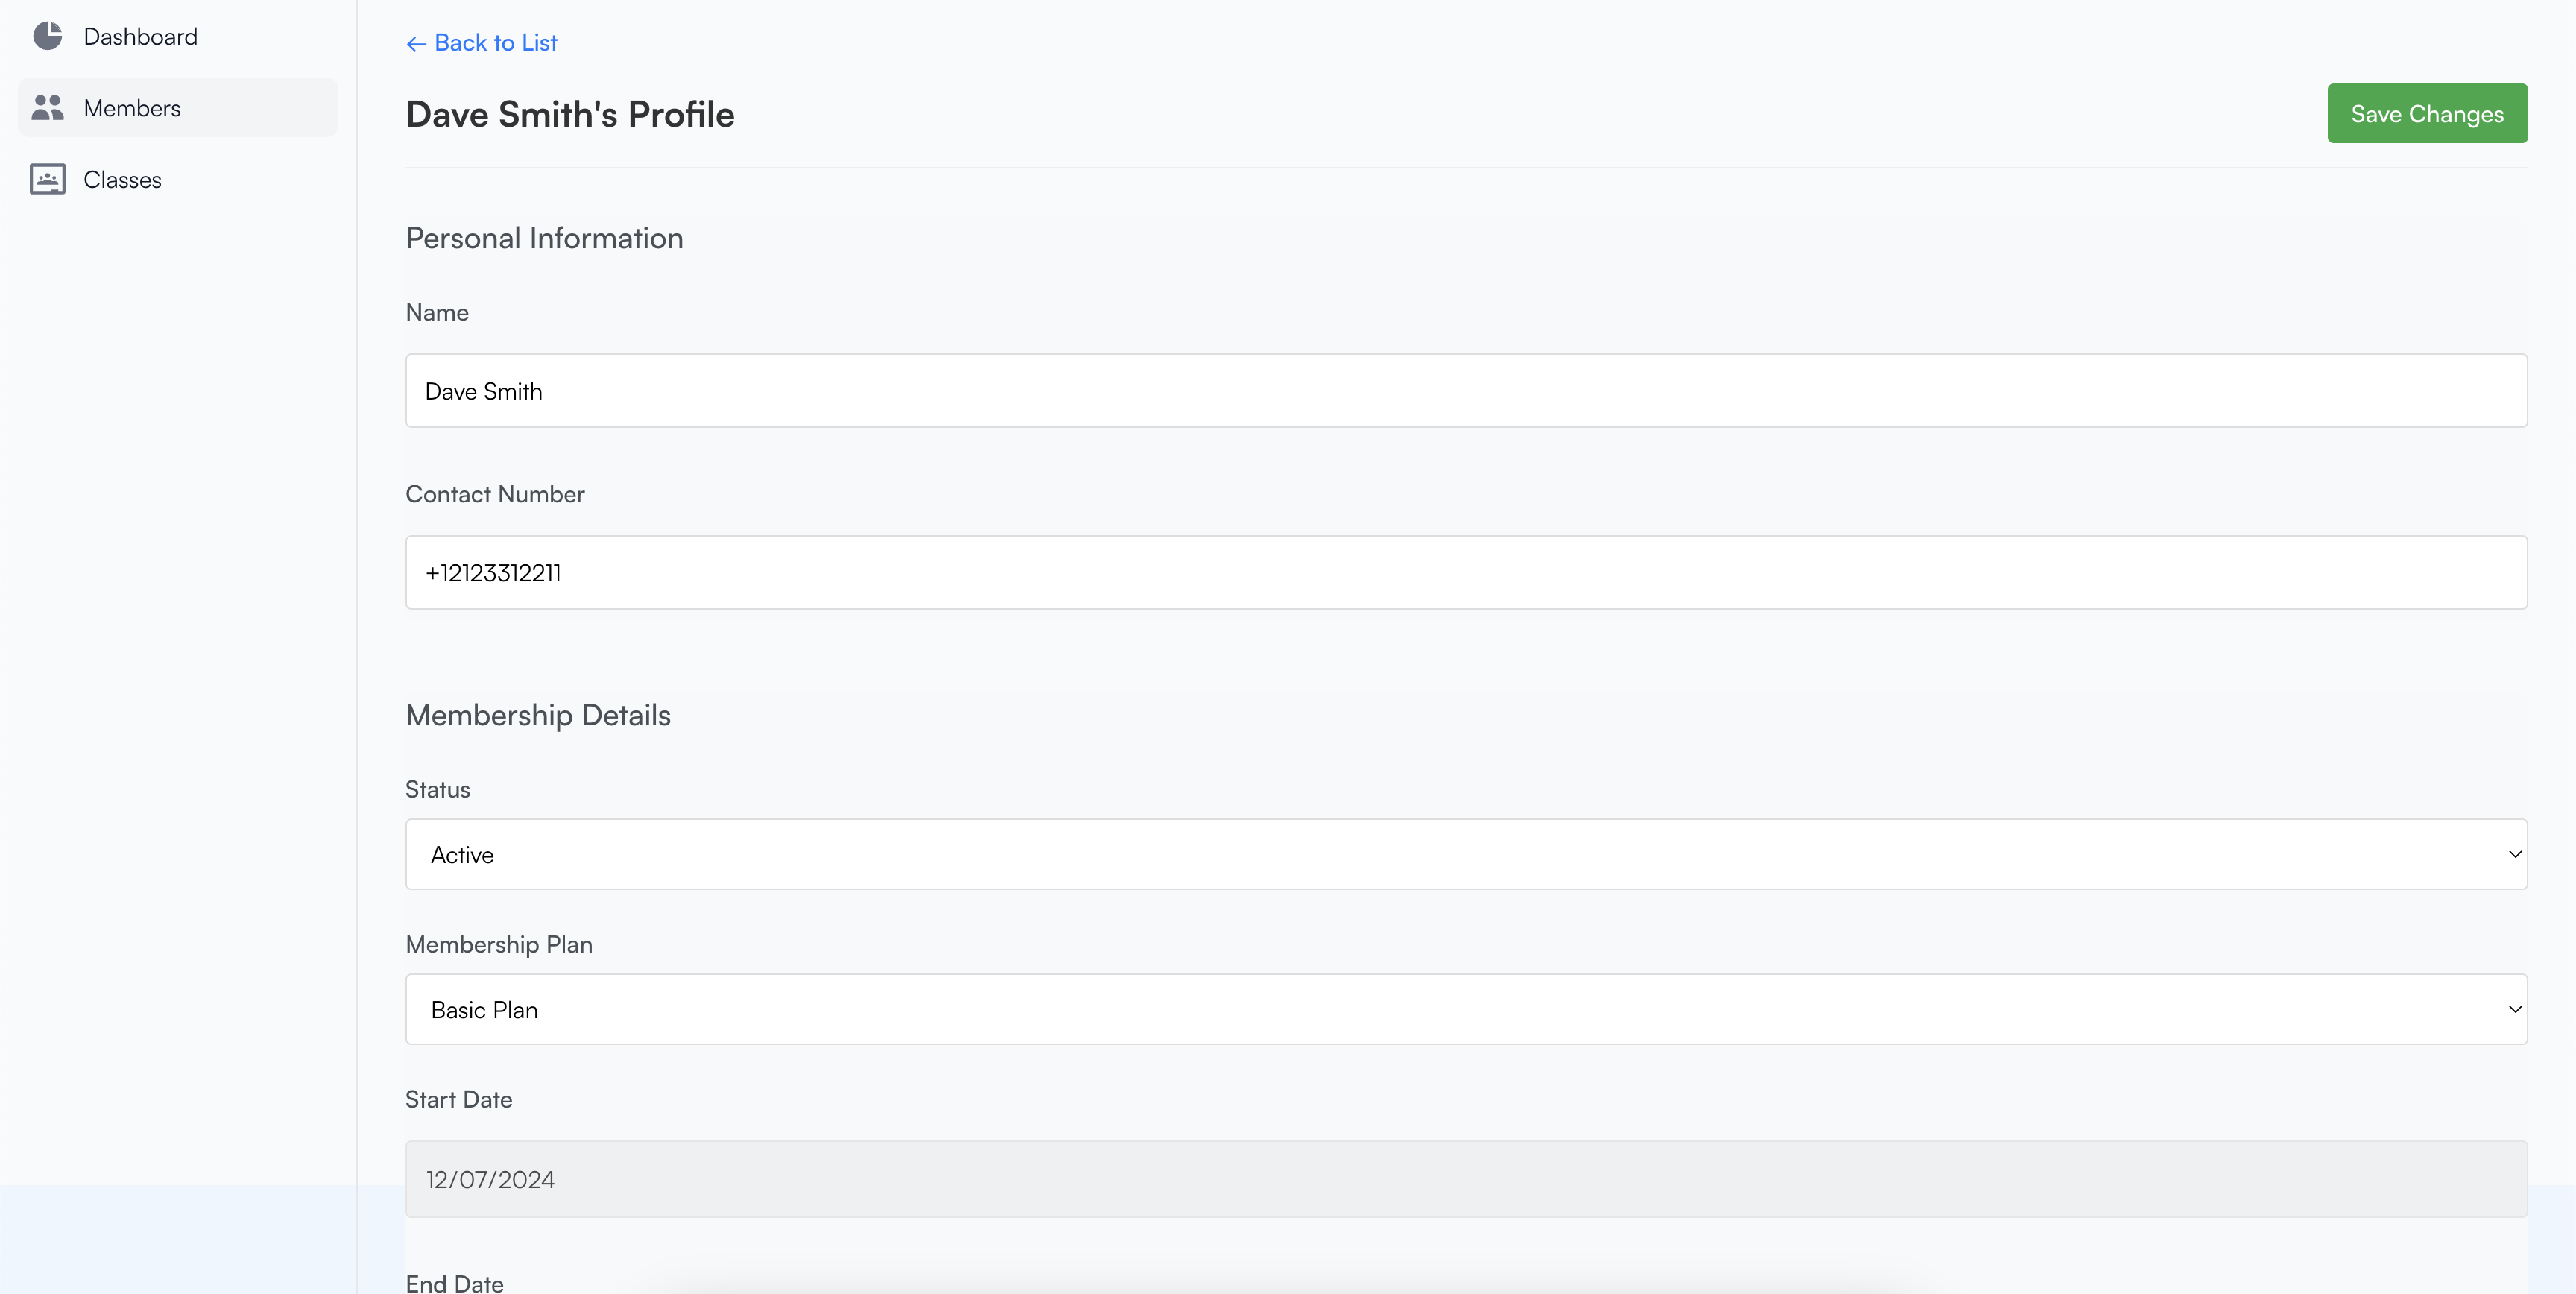 Dashboard
Members
Classes
← Back to List
Dave Smith's Profile
Save Changes
Personal Information
Name
Dave Smith
Contact Number
+12123312211
Membership Details
Status
Active
Membership Plan
Basic Plan
Start Date
12/07/2024
End Date